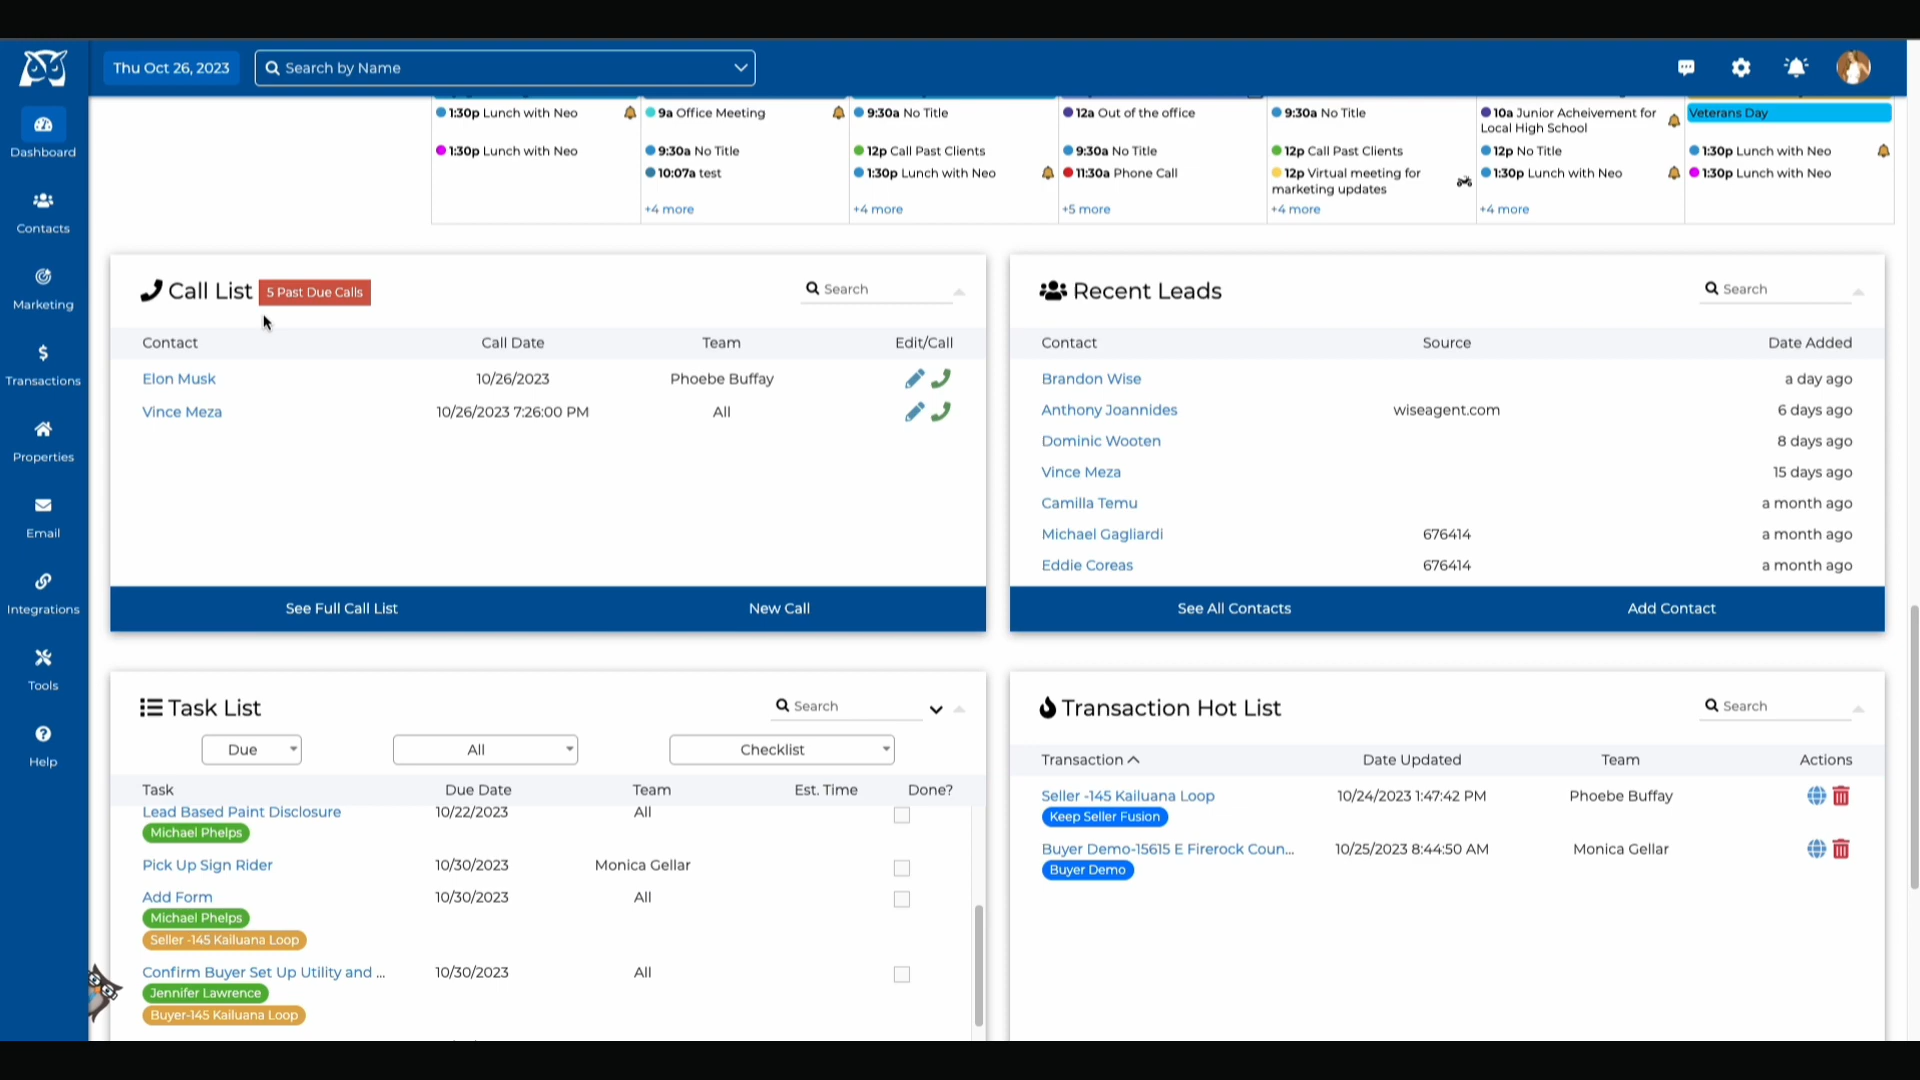 Thu Oct 26, 2023
Search by Name
Dashboard
Contacts
Marketing
Transactions
Properties
Email
Integrations
Tools
Help
1:30p Lunch with Neo
1:30p Lunch with Neo
9a Office Meeting
9:30a No Title
10:07a test
+4 more
9:30a No Title
12p Call Past Clients
1:30p Lunch with Neo
+4 more
12a Out of the office
9:30a No Title
11:30a Phone Call
+5 more
9:30a No Title
12p Call Past Clients
12p Virtual meeting for
marketing updates
+4 more
10a Junior Acheivement for
Local High School
12p No Title
1:30p Lunch with Neo
+4 more
Veterans Day
1:30p Lunch with Neo
1:30p Lunch with Neo
Call List 5 Past Due Calls Search
Contact Call Date Team Edit/Call
Elon Musk 10/26/2023 Phoebe Buffay
Vince Meza 10/26/2023 7:26:00 PM All
See Full Call List New Call
Recent Leads Search
Contact Source Date Added
Brandon Wise a day ago
Anthony Joannides wiseagent.com 6 days ago
Dominic Wooten 8 days ago
Vince Meza 15 days ago
Camilla Temu a month ago
Michael Gagliardi 676414 a month ago
Eddie Coreas 676414 a month ago
See All Contacts Add Contact
Task List Search
Due All Checklist
Task Due Date Team Est. Time Done?
Lead Based Paint Disclosure 10/22/2023 All
Michael Phelps
Pick Up Sign Rider 10/30/2023 Monica Gellar
Add Form 10/30/2023 All
Michael Phelps
Seller -145 Kailuana Loop
Confirm Buyer Set Up Utility and ... 10/30/2023 All
Jennifer Lawrence
Buyer-145 Kailuana Loop
Transaction Hot List Search
Transaction Date Updated Team Actions
Seller -145 Kailuana Loop 10/24/2023 1:47:42 PM Phoebe Buffay
Keep Seller Fusion
Buyer Demo-15615 E Firerock Coun... 10/25/2023 8:44:50 AM Monica Gellar
Buyer Demo